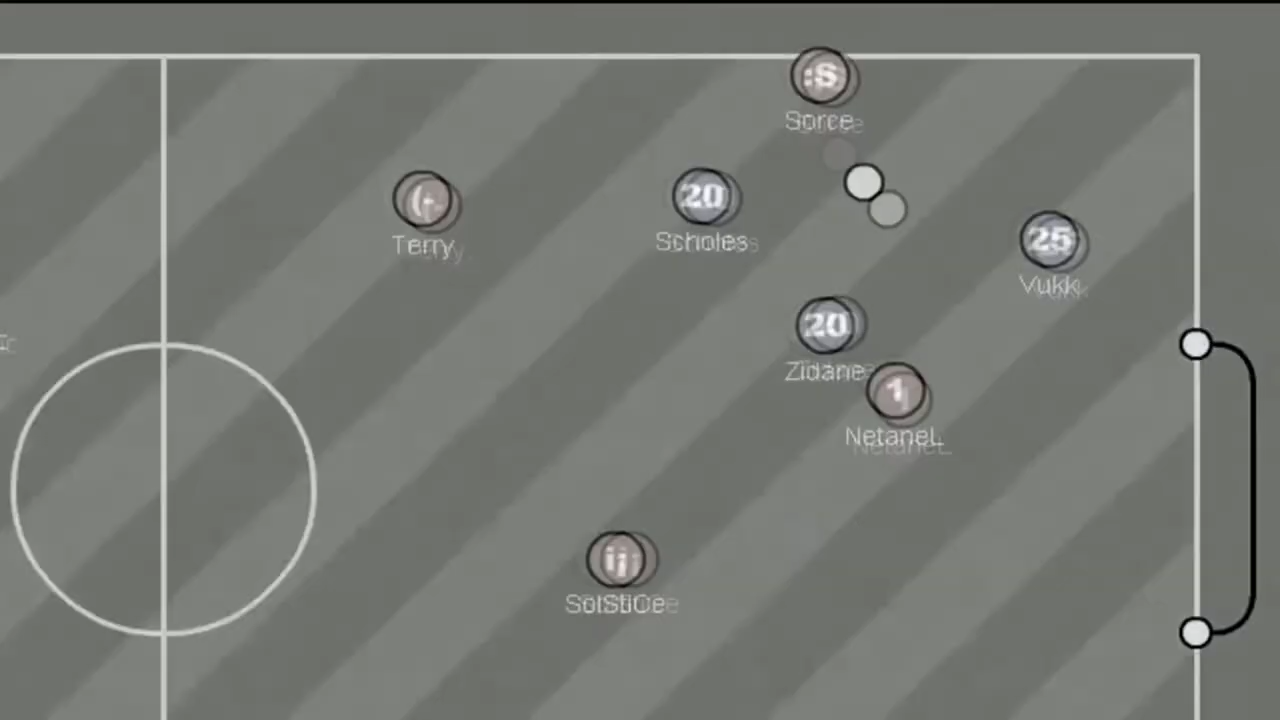 :S
Sorce
(-
Terry
20
Scholes
25
Vukk
20
Zidane
1
NetaneL
SolStiCe